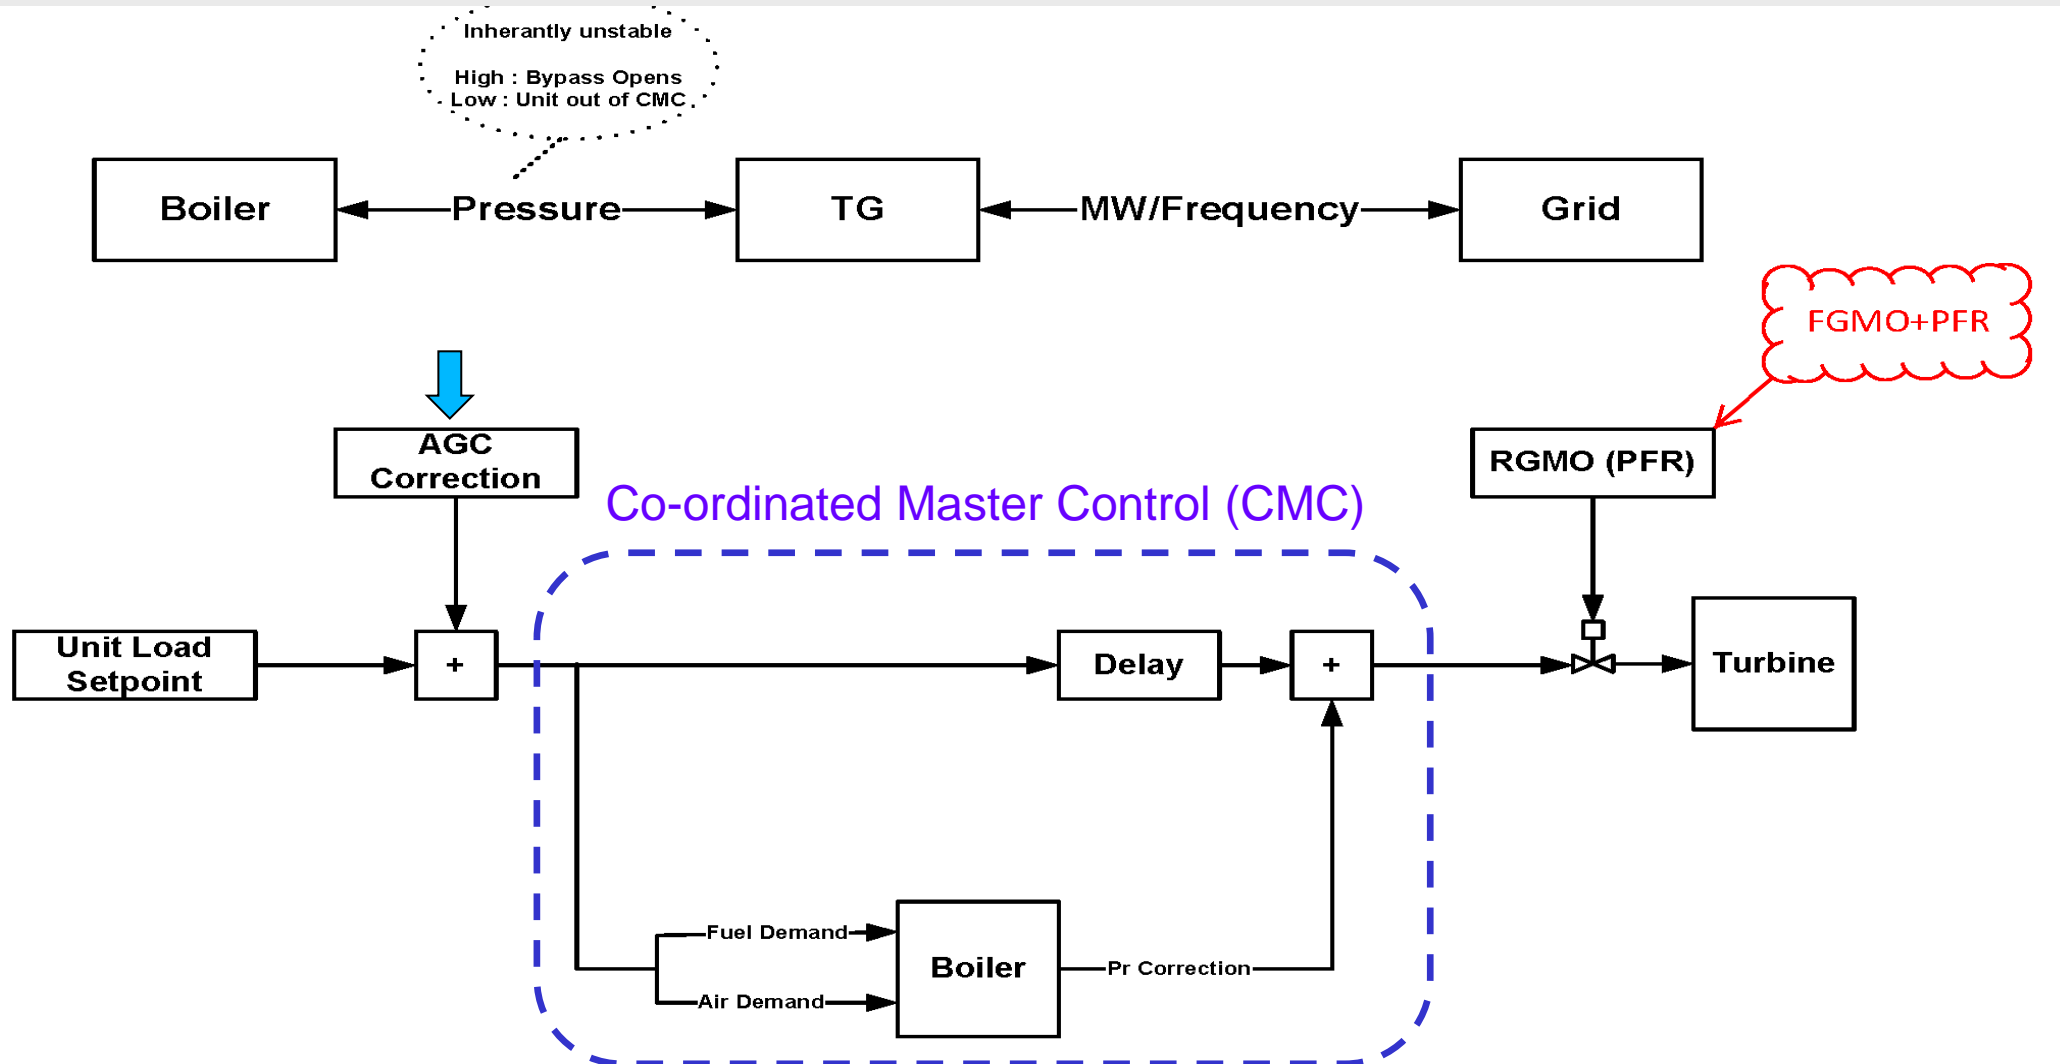 Inherantly unstable
High : Bypass Opens
Low : Unit out of CMC
Boiler
Pressure
TG
MW/Frequency
Grid
FGMO+PFR
AGC
Correction
RGMO (PFR)
Co-ordinated Master Control (CMC)
Unit Load
Setpoint
+
Delay
+
Turbine
Fuel Demand
Boiler
Pr Correction
Air Demand